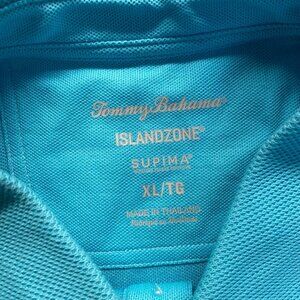 Tommy Bahama®
ISLANDZONE®
SUPIMA®
XL/TG
MADE IN THAILAND